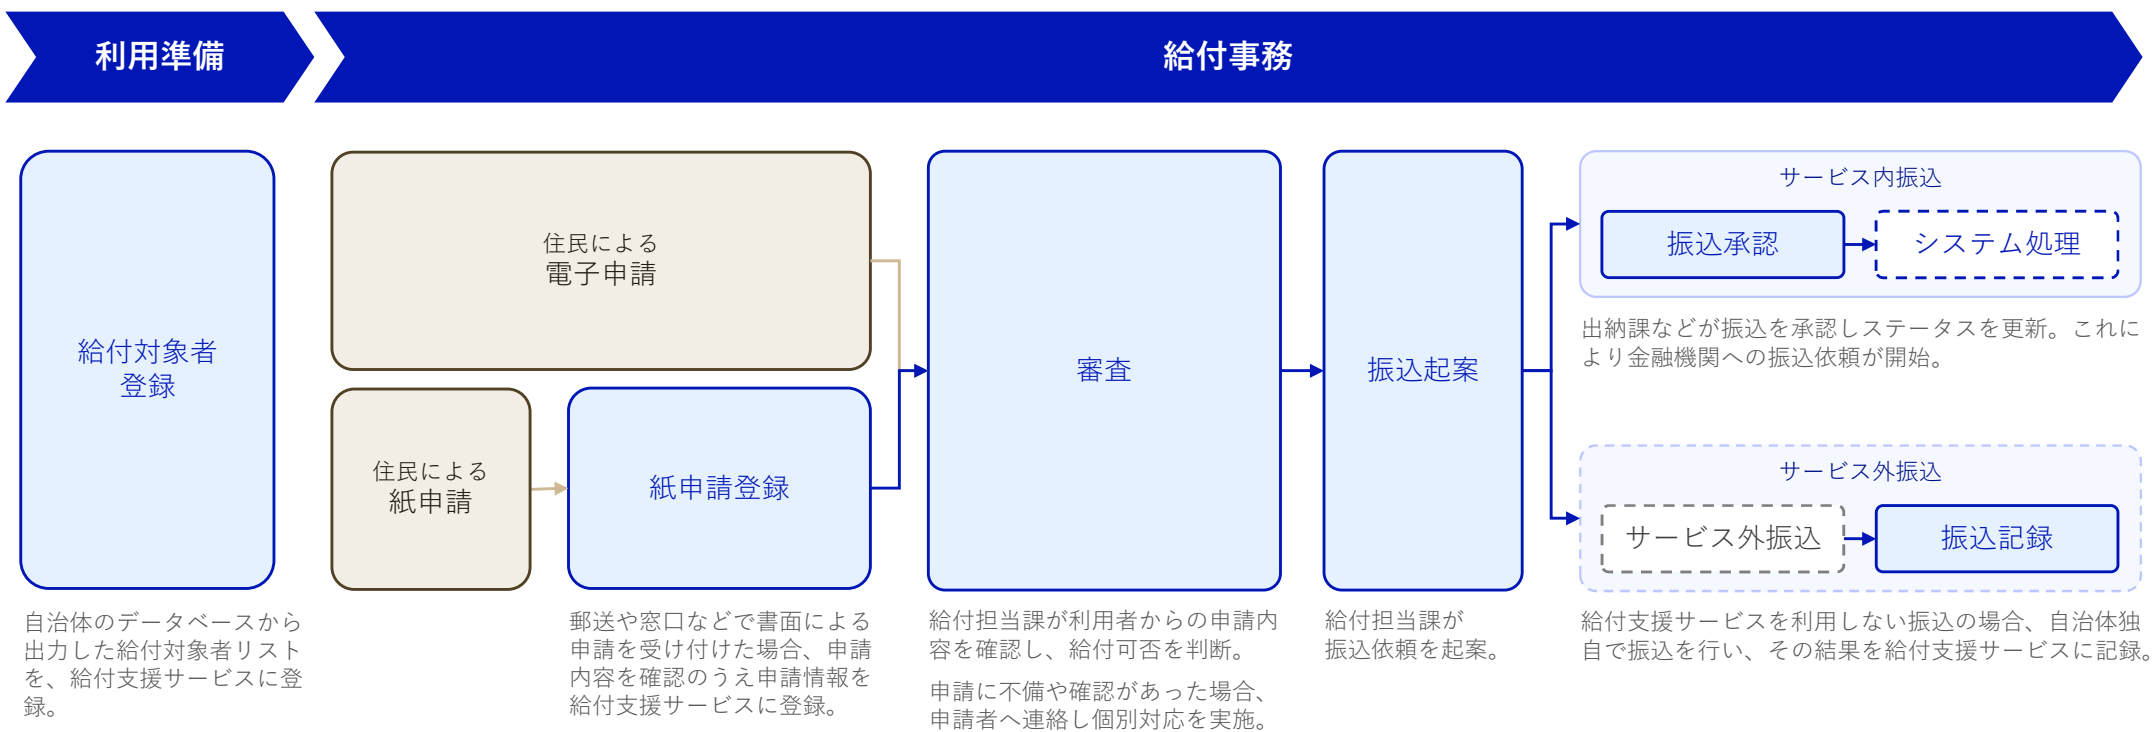 利用準備
給付事務
給付対象者
登録
自治体のデータベースから
出力した給付対象者リスト
を、給付支援サービスに登
録。
住民による
電子申請
住民による
紙申請
紙申請登録
郵送や窓口などで書面による
申請を受け付けた場合、申請
内容を確認のうえ申請情報を
給付支援サービスに登録。
審査
給付担当課が利用者からの申請内
容を確認し、給付可否を判断。
申請に不備や確認があった場合、
申請者へ連絡し個別対応を実施。
振込起案
給付担当課が
振込依頼を起案。
サービス内振込
振込承認
システム処理
出納課などが振込を承認しステータスを更新。これに
より金融機関への振込依頼が開始。
サービス外振込
サービス外振込
振込記録
給付支援サービスを利用しない振込の場合、自治体独
自で振込を行い、その結果を給付支援サービスに記録。